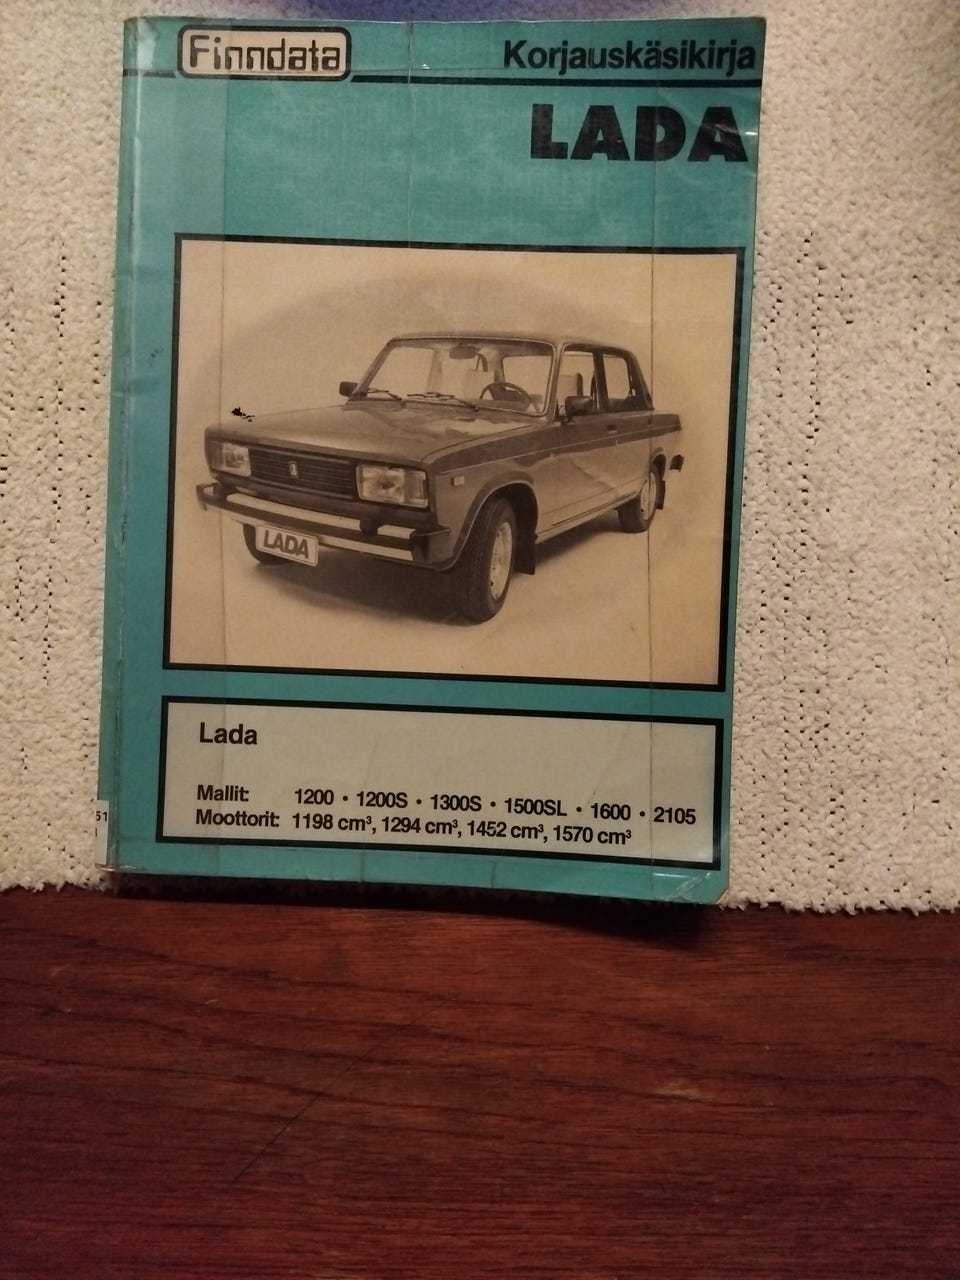 Finndata
Korjauskäsikirja
LADA
LADA
Lada
Mallit: 1200 • 1200S • 1300S • 1500SL • 1600 • 2105
Moottorit: 1198 cm³, 1294 cm³, 1452 cm³, 1570 cm³
51